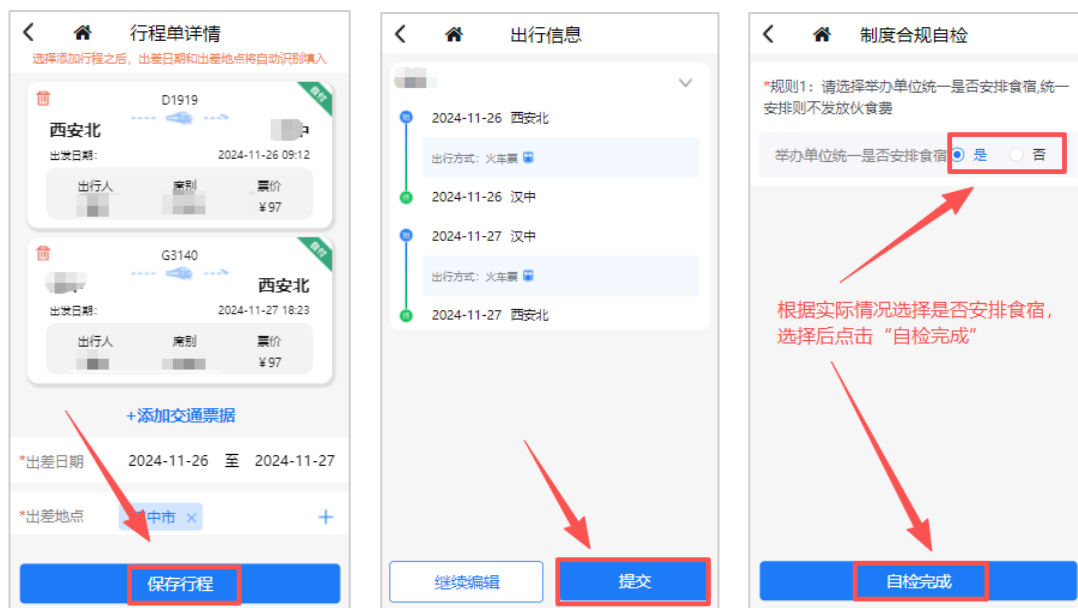 行程单详情
选择添加行程之后，出差日期和出差地点将自动识别填入
自付
D1919
西安北
出发日期：
2024-11-26 09:12
出行人
席别
票价
￥97
自付
G3140
西安北
出发日期：
2024-11-27 18:23
出行人
席别
票价
￥97
+添加交通票据
*出差日期 2024-11-26 至 2024-11-27
*出差地点 中市 × +
保存行程
出行信息
始 2024-11-26 西安北
出行方式：火车票
终 2024-11-26 汉中
始 2024-11-27 汉中
出行方式：火车票
终 2024-11-27 西安北
继续编辑
提交
制度合规自检
*规则1：请选择举办单位统一是否安排食宿,统一
安排则不发放伙食费
举办单位统一是否安排食宿 是 否
根据实际情况选择是否安排食宿，
选择后点击“自检完成”
自检完成